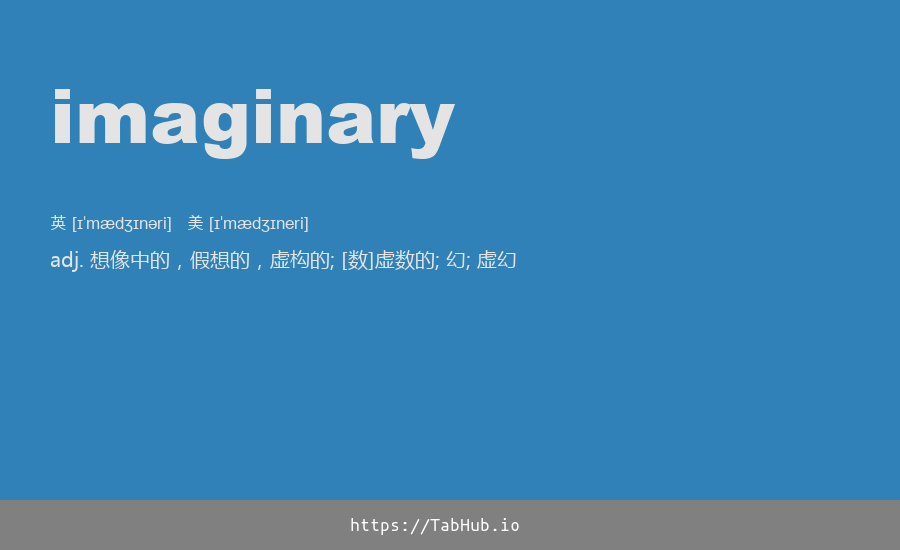 imaginary
英 [ɪˈmædʒɪnəri] 美 [ɪˈmædʒɪneri]
adj. 想像中的，假想的，虚构的; [数]虚数的; 幻; 虚幻
https://TabHub.io